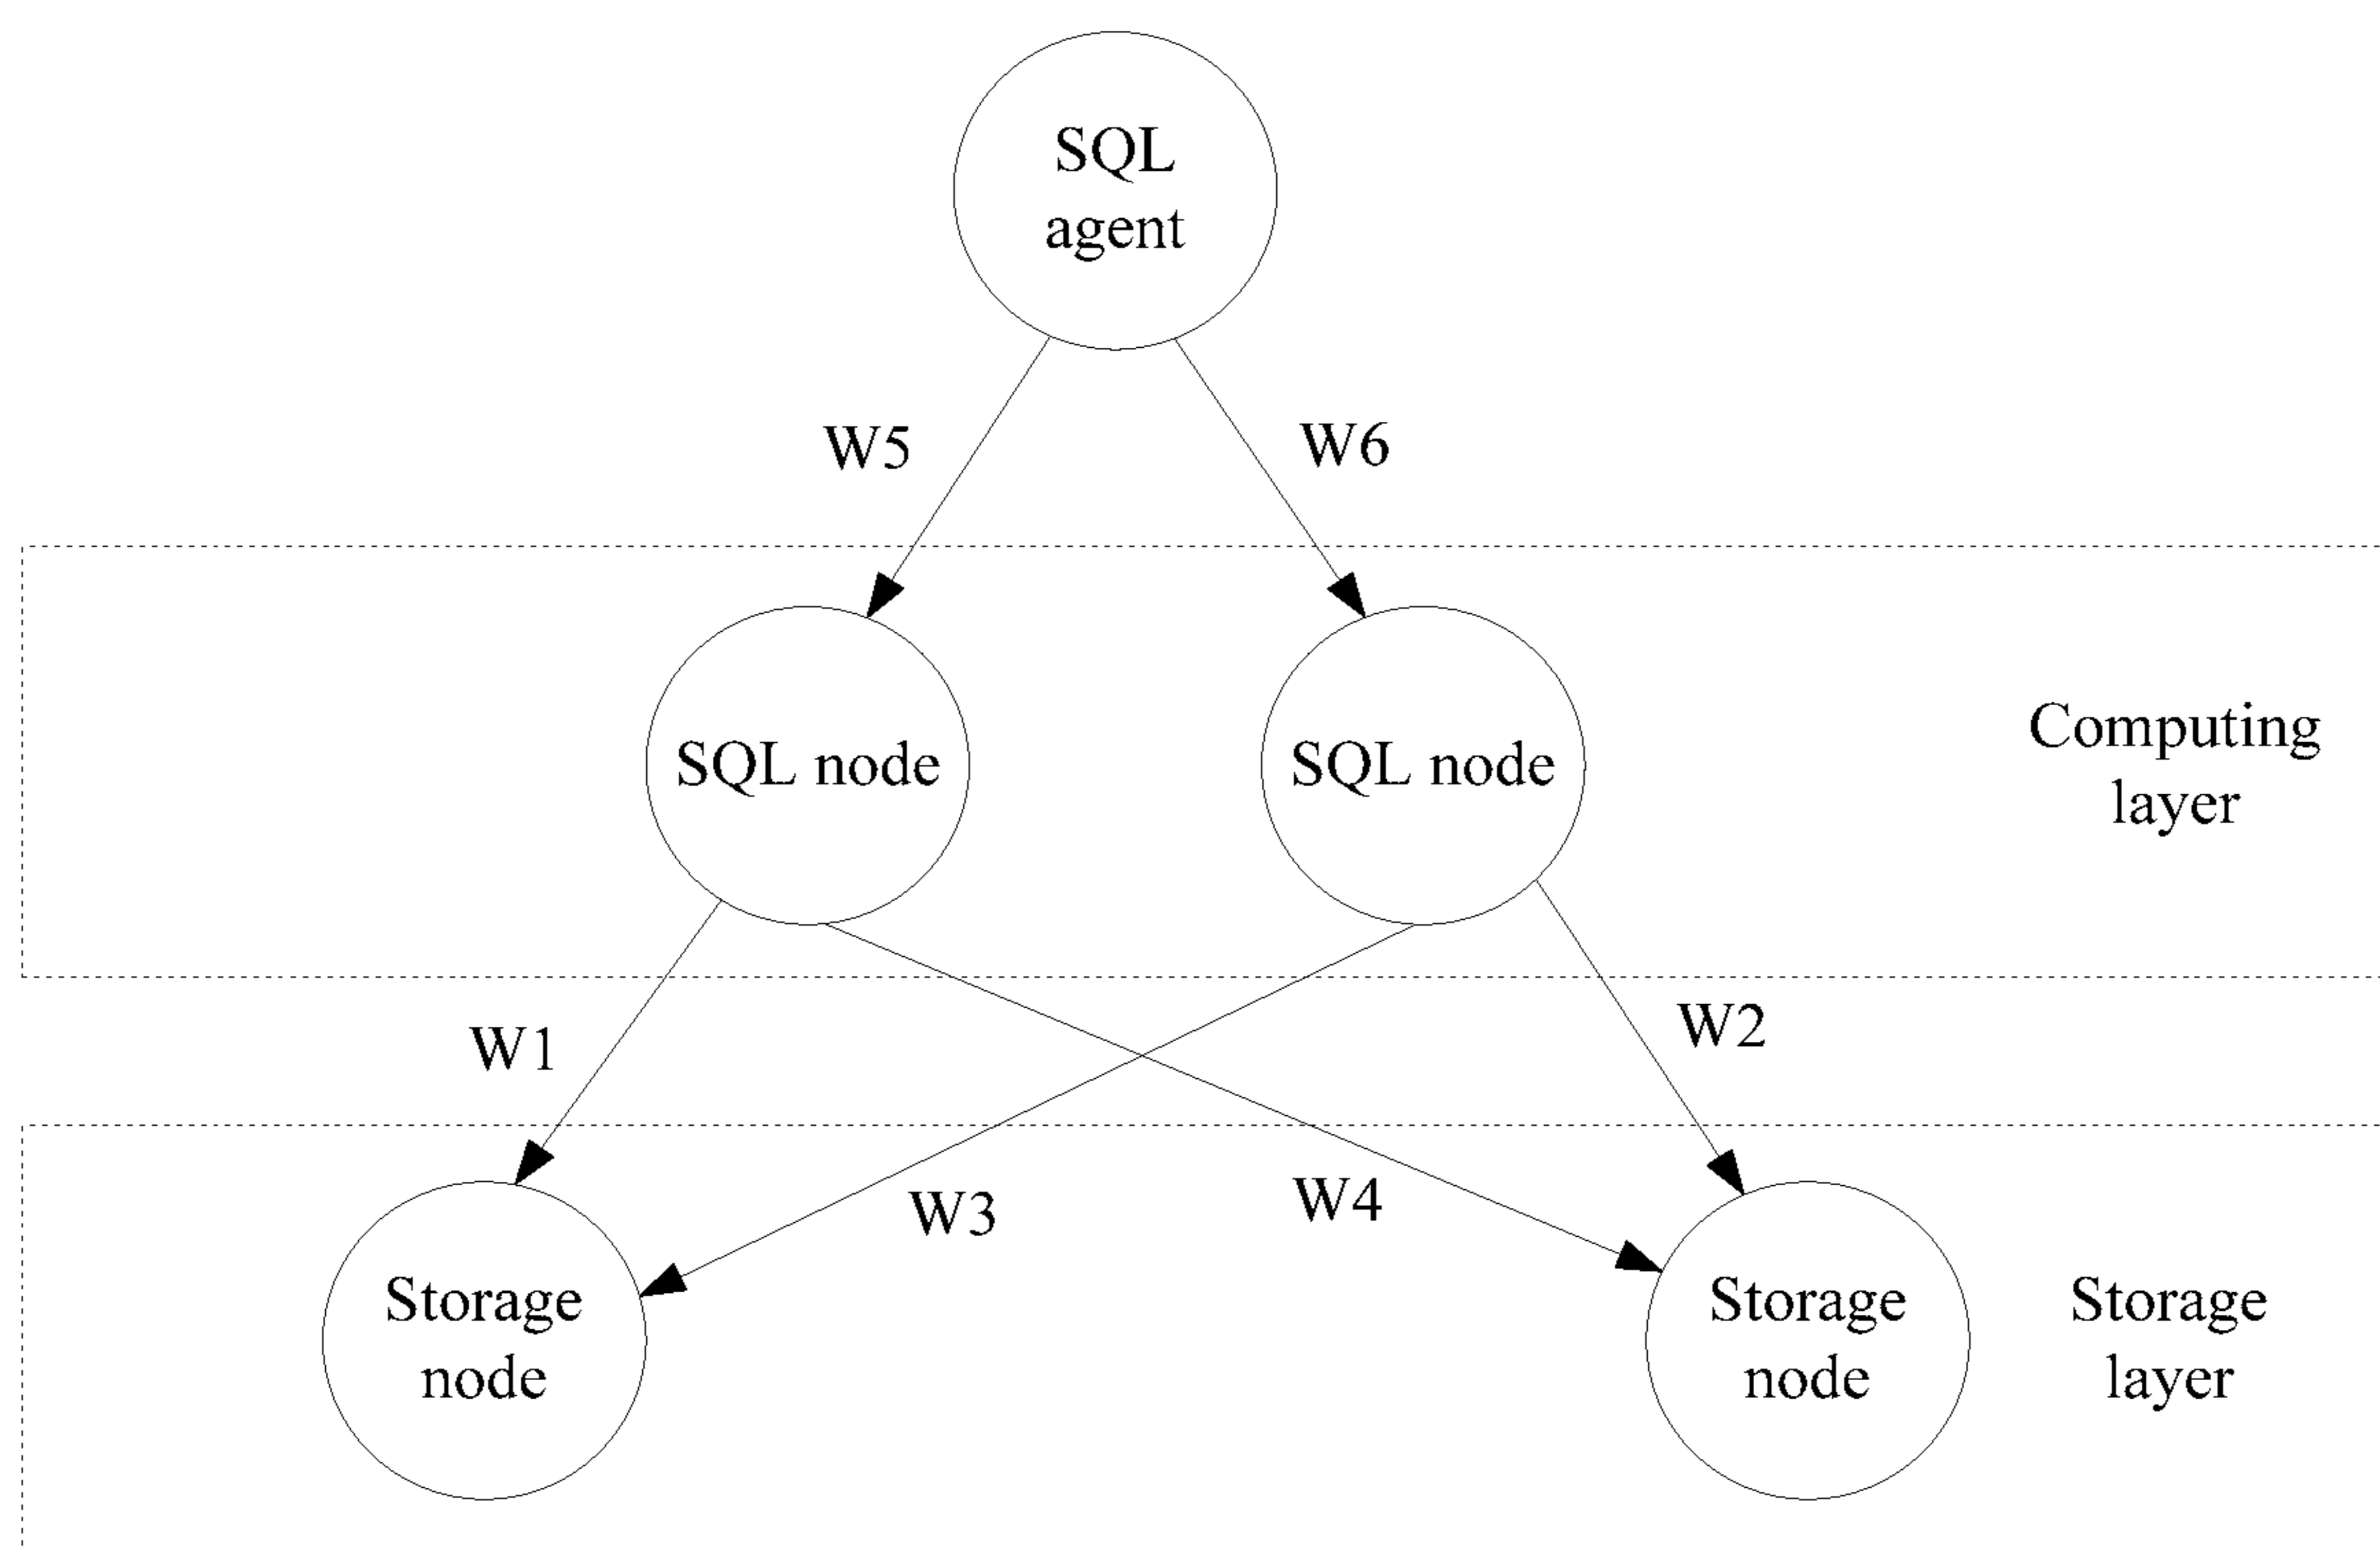 SQL
agent
W5
W6
SQL node
SQL node
Computing
layer
W1
W2
W3
W4
Storage
node
Storage
node
Storage
layer